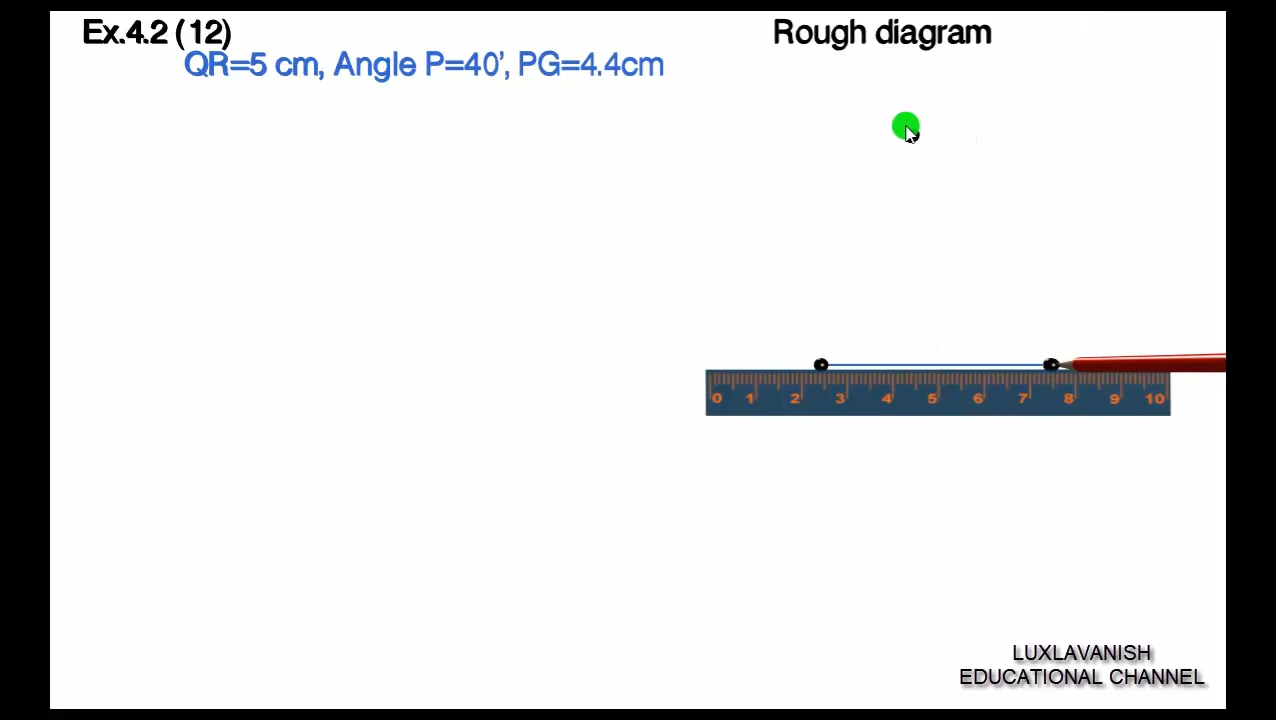 Ex.4.2 (12)
Rough diagram
QR=5 cm, Angle P=40’, PG=4.4cm
0 1 2 3 4 5 6 7 8 9 10
LUXLAVANISH
EDUCATIONAL CHANNEL